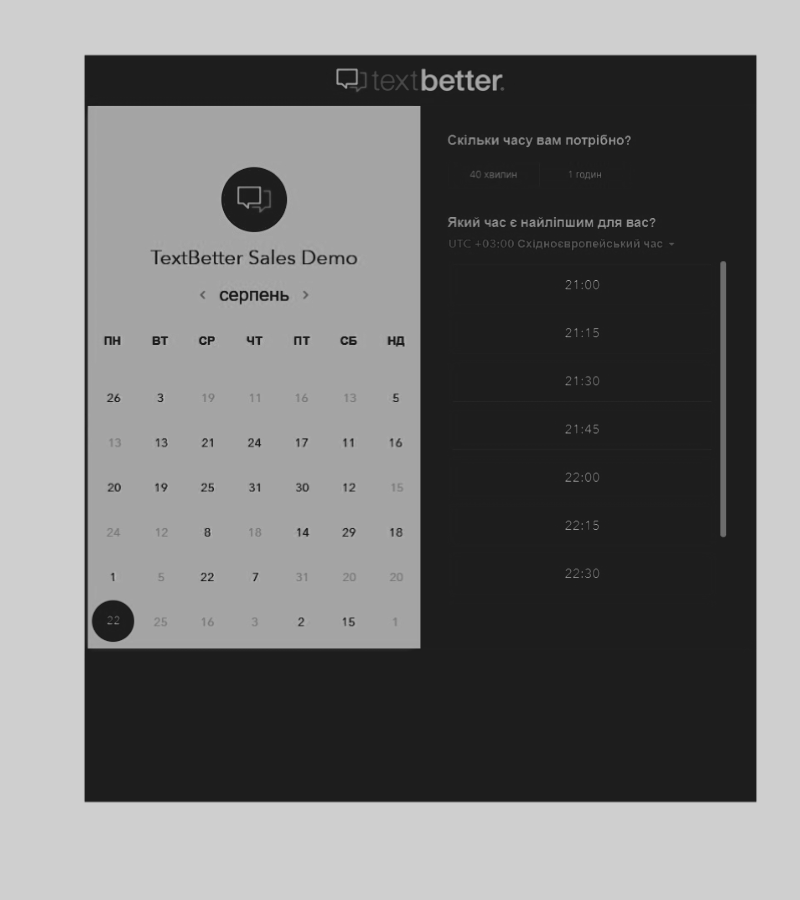 textbetter.
TextBetter Sales Demo
‹ серпень ›
ПН ВТ СР ЧТ ПТ СБ НД
26 3 19 11 16 13 5
13 13 21 24 17 11 16
20 19 25 31 30 12 15
24 12 8 18 14 29 18
1 5 22 7 31 20 20
22 25 16 3 2 15 1
Скільки часу вам потрібно?
40 хвилин 1 годин
Який час є найліпшим для вас?
UTC +03:00 Східноєвропейський час
21:00
21:15
21:30
21:45
22:00
22:15
22:30